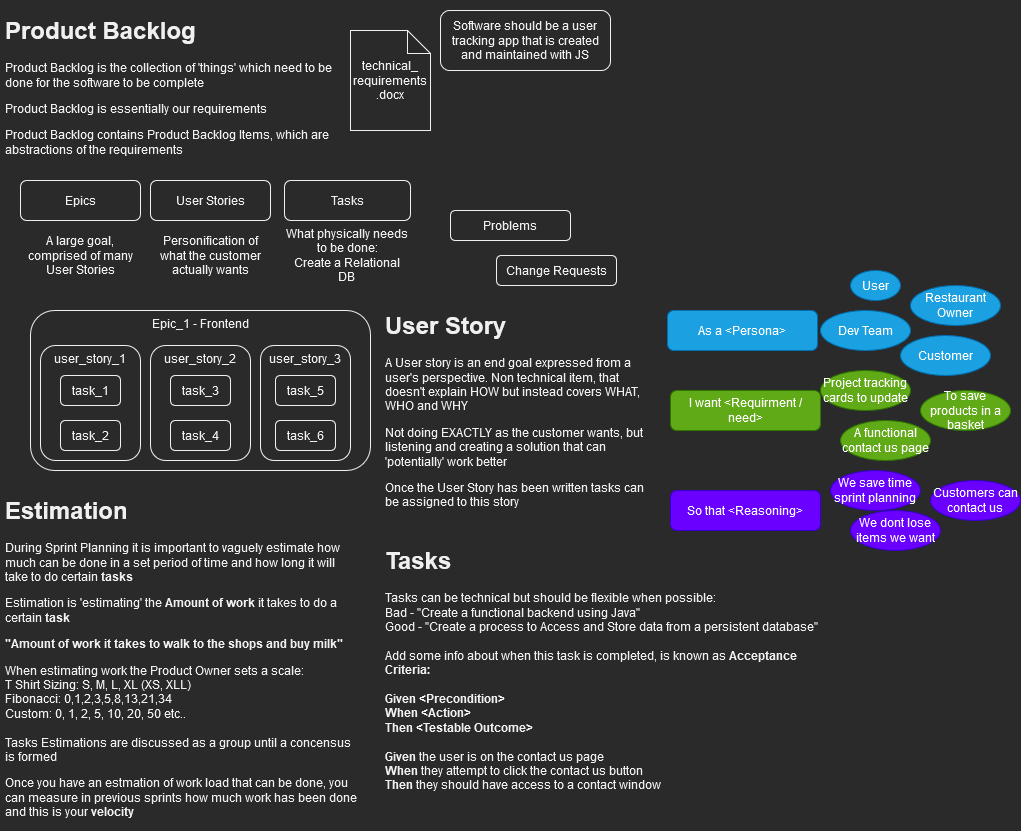 Product Backlog
Product Backlog is the collection of 'things' which need to be
done for the software to be complete
Product Backlog is essentially our requirements
Product Backlog contains Product Backlog Items, which are
abstractions of the requirements
technical_
requirements
.docx
Software should be a user
tracking app that is created
and maintained with JS
Epics
A large goal,
comprised of many
User Stories
User Stories
Personification of
what the customer
actually wants
Tasks
What physically needs
to be done:
Create a Relational
DB
Problems
Change Requests
Epic_1 - Frontend
user_story_1
task_1
task_2
user_story_2
task_3
task_4
user_story_3
task_5
task_6
User Story
A User story is an end goal expressed from a
user's perspective. Non technical item, that
doesn't explain HOW but instead covers WHAT,
WHO and WHY
Not doing EXACTLY as the customer wants, but
listening and creating a solution that can
'potentially' work better
Once the User Story has been written tasks can
be assigned to this story
As a <Persona>
User
Restaurant
Owner
Dev Team
Customer
I want <Requirment /
need>
Project tracking
cards to update
To save
products in a
basket
A functional
contact us page
So that <Reasoning>
We save time
sprint planning
Customers can
contact us
We dont lose
items we want
Estimation
During Sprint Planning it is important to vaguely estimate how
much can be done in a set period of time and how long it will
take to do certain tasks
Estimation is 'estimating' the Amount of work it takes to do a
certain task
"Amount of work it takes to walk to the shops and buy milk"
When estimating work the Product Owner sets a scale:
T Shirt Sizing: S, M, L, XL (XS, XLL)
Fibonacci: 0,1,2,3,5,8,13,21,34
Custom: 0, 1, 2, 5, 10, 20, 50 etc..
Tasks Estimations are discussed as a group until a concensus
is formed
Once you have an estmation of work load that can be done, you
can measure in previous sprints how much work has been done
and this is your velocity
Tasks
Tasks can be technical but should be flexible when possible:
Bad - "Create a functional backend using Java"
Good - "Create a process to Access and Store data from a persistent database"
Add some info about when this task is completed, is known as Acceptance
Criteria:
Given <Precondition>
When <Action>
Then <Testable Outcome>
Given the user is on the contact us page
When they attempt to click the contact us button
Then they should have access to a contact window